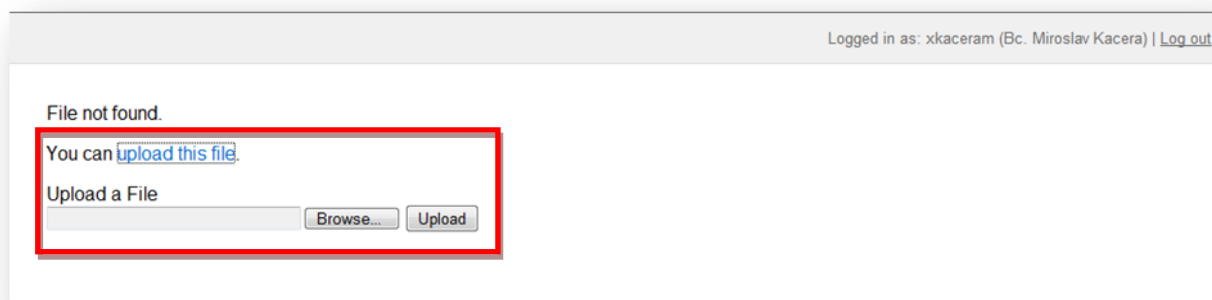 Logged in as: xkaceram (Bc. Miroslav Kacera) | Log out
File not found.
You can upload this file.
Upload a File
Browse... Upload